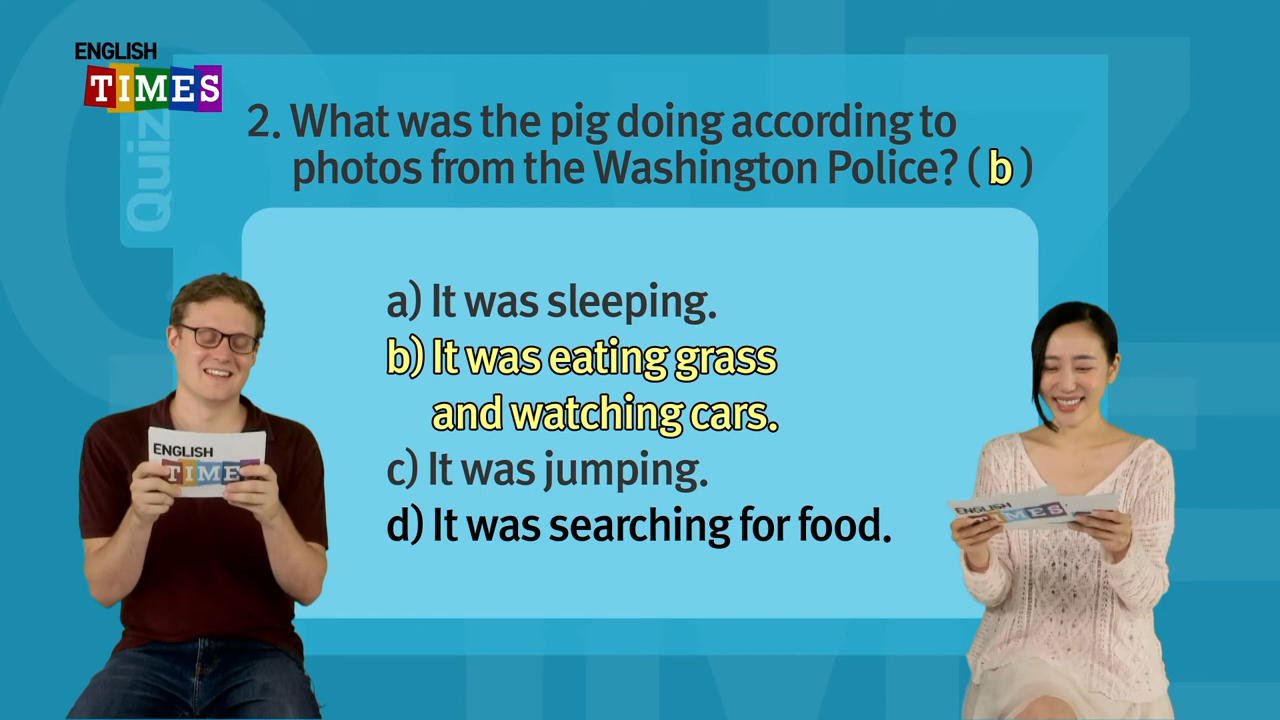 ENGLISH
TIMES
Quiz
2. What was the pig doing according to
photos from the Washington Police? ( b )
a) It was sleeping.
b) It was eating grass
and watching cars.
c) It was jumping.
d) It was searching for food.
ENGLISH
TIMES
ENGLISH
TIMES